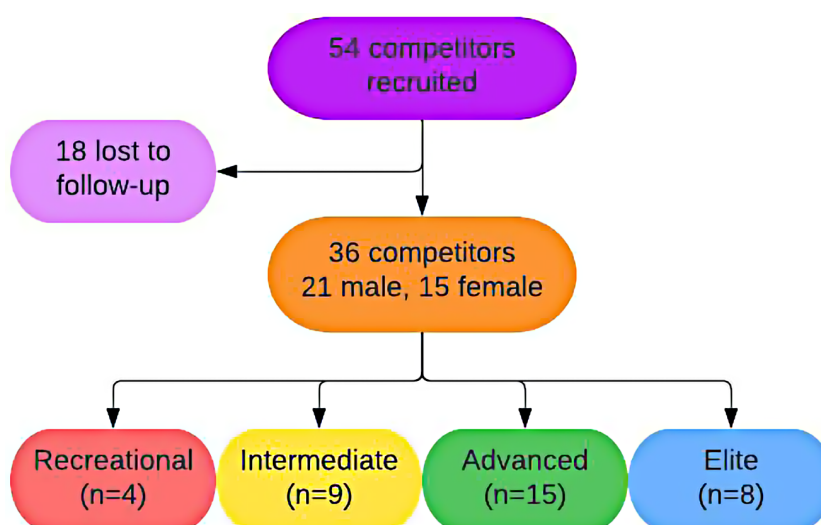 54 competitors
recruited
18 lost to
follow-up
36 competitors
21 male, 15 female
Recreational
(n=4)
Intermediate
(n=9)
Advanced
(n=15)
Elite
(n=8)